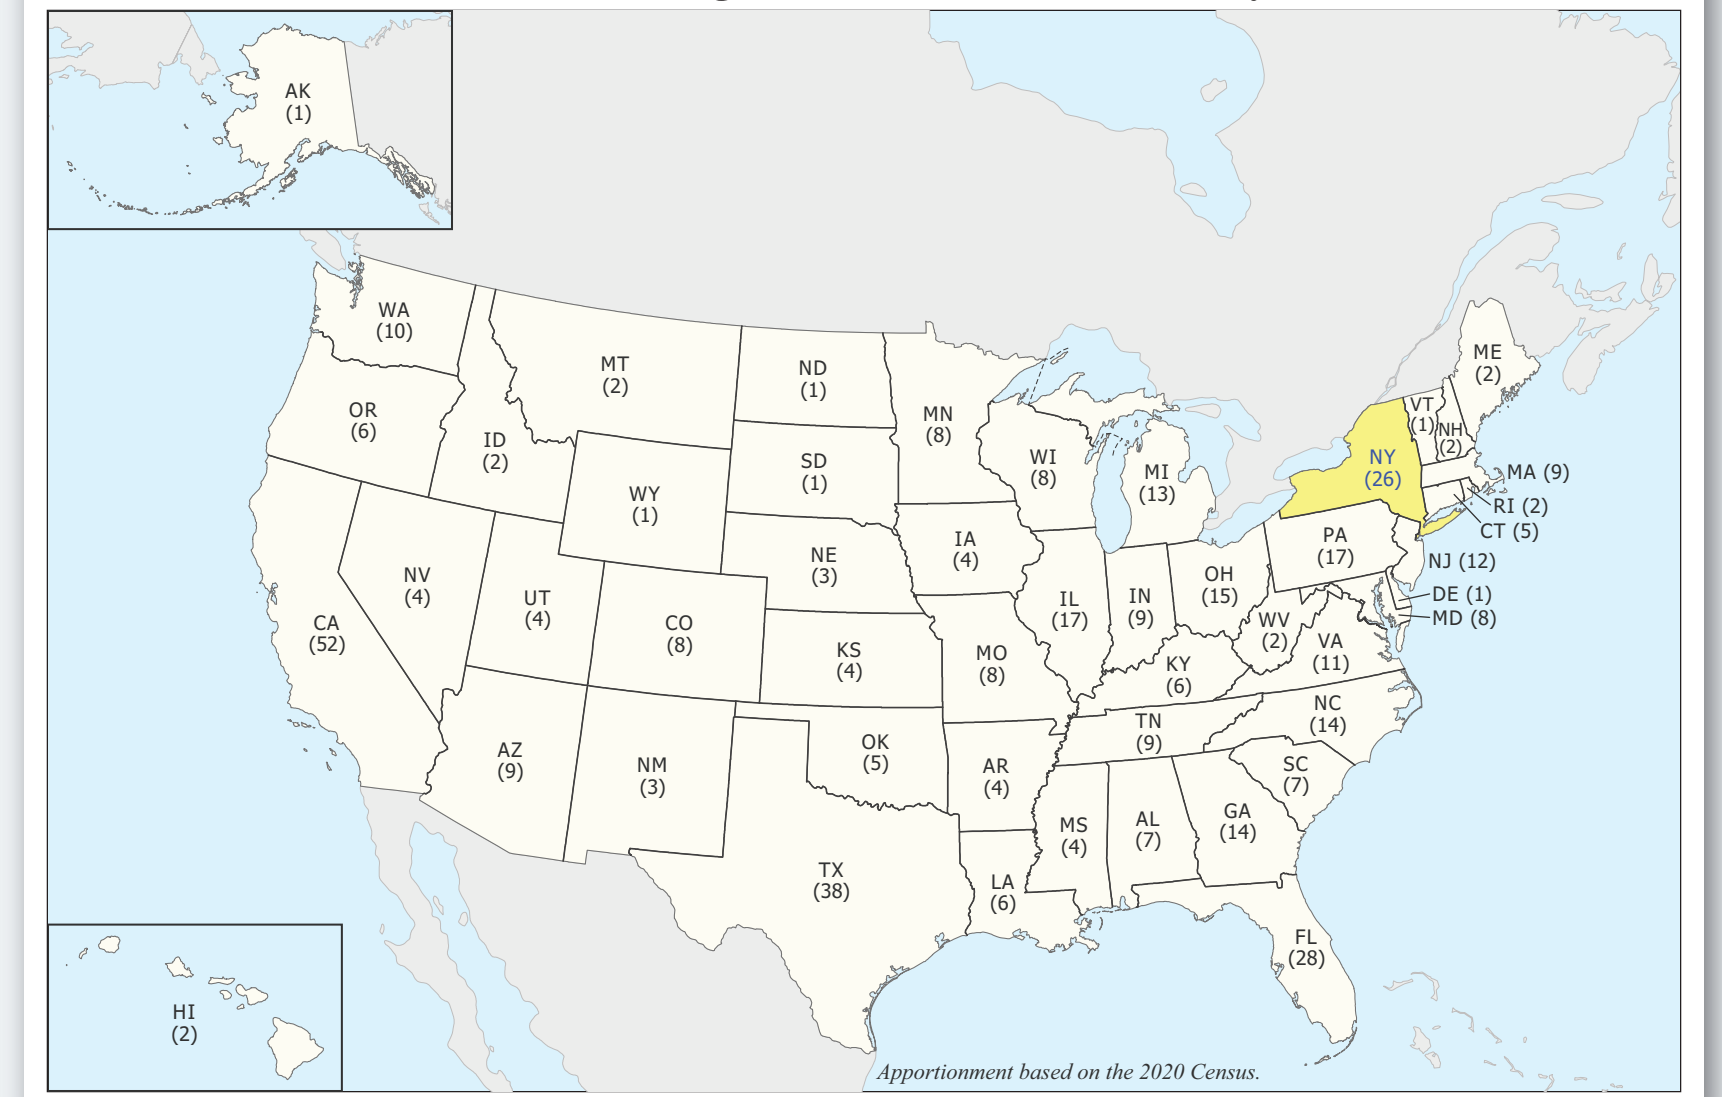 AK
(1)
WA
(10)
MT
(2)
ND
(1)
MN
(8)
ME
(2)
VT
(1)
NH
(2)
OR
(6)
ID
(2)
SD
(1)
WI
(8)
MI
(13)
NY
(26)
MA (9)
RI (2)
CT (5)
WY
(1)
IA
(4)
PA
(17)
NJ (12)
NE
(3)
NV
(4)
UT
(4)
OH
(15)
IN
(9)
IL
(17)
DE (1)
MD (8)
CA
(52)
CO
(8)
KS
(4)
MO
(8)
WV
(2)
VA
(11)
KY
(6)
NC
(14)
TN
(9)
AZ
(9)
NM
(3)
OK
(5)
AR
(4)
SC
(7)
MS
(4)
AL
(7)
GA
(14)
TX
(38)
LA
(6)
FL
(28)
HI
(2)
Apportionment based on the 2020 Census.